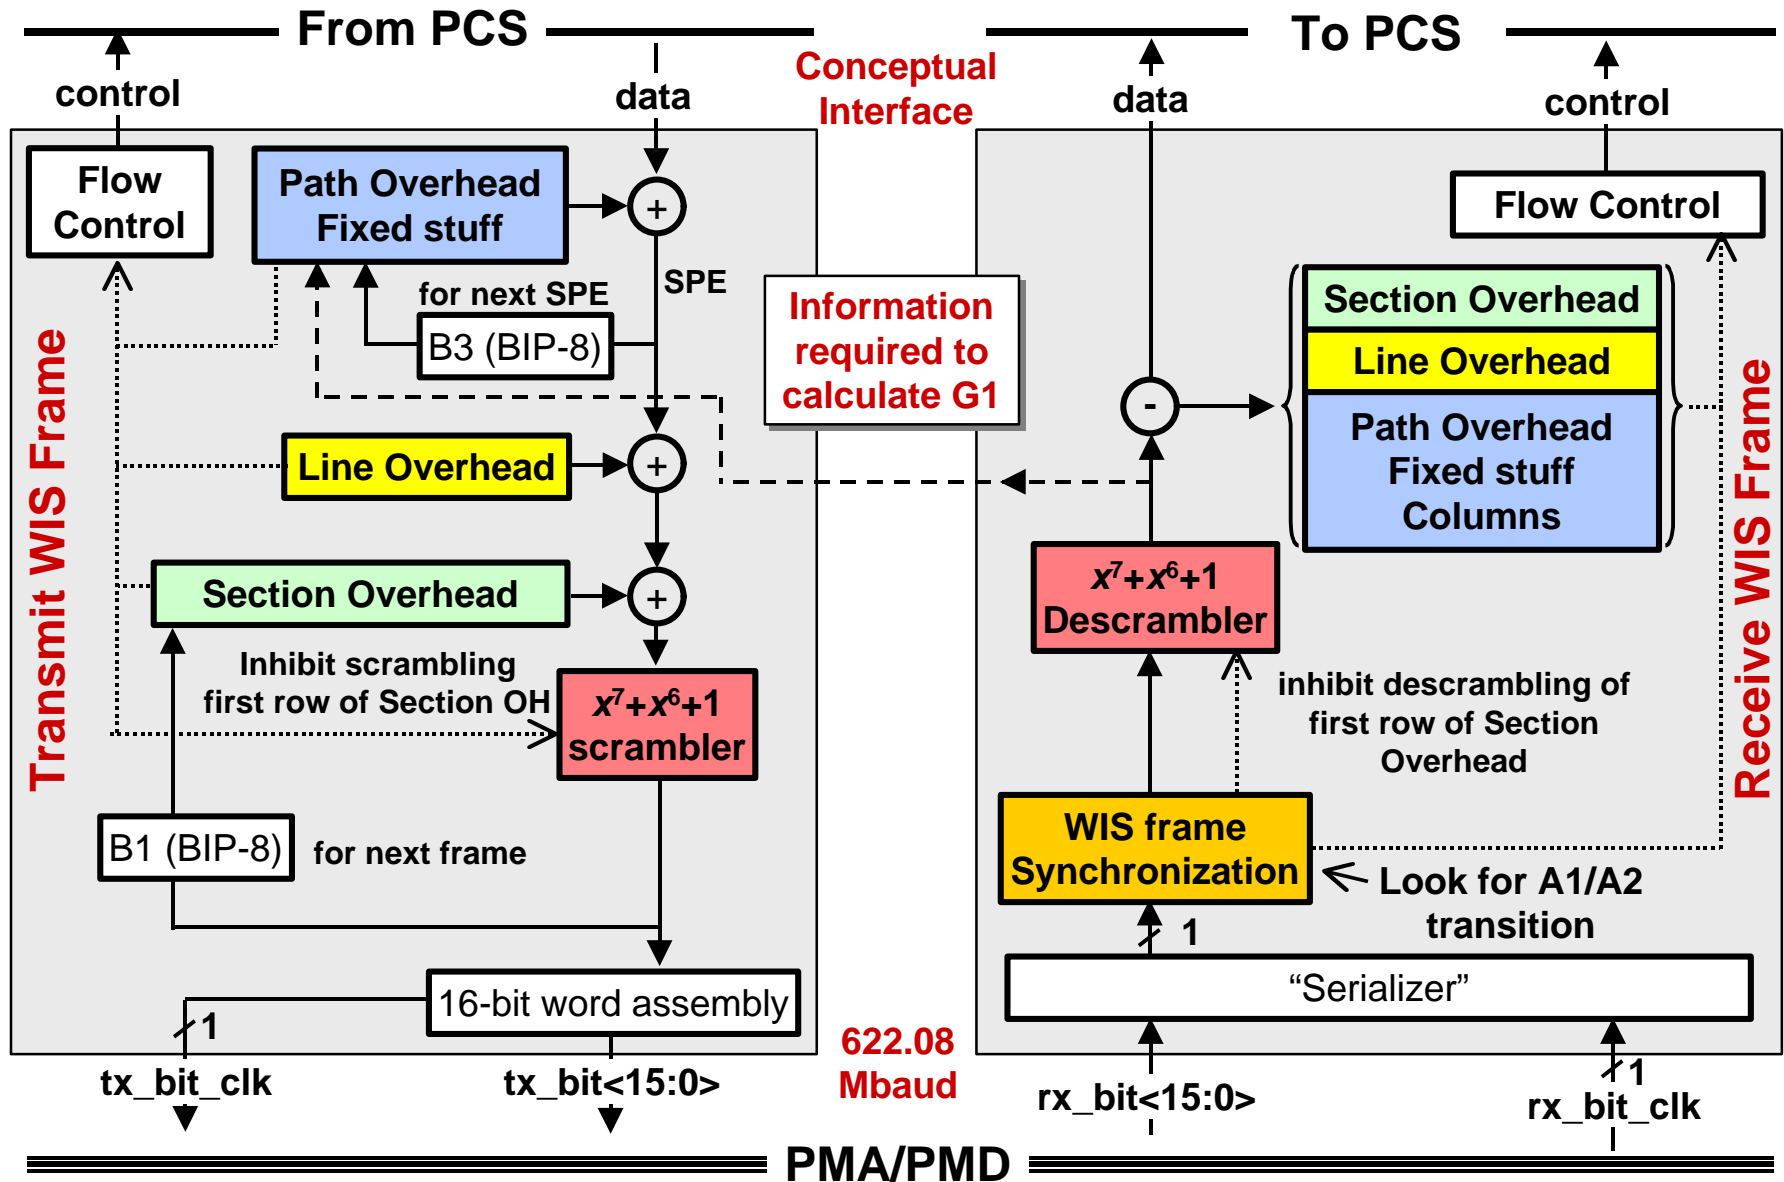 From PCS
To PCS
control
data
Conceptual
Interface
data
control
Flow
Control
Path Overhead
Fixed stuff
+
SPE
for next SPE
B3 (BIP-8)
Information
required to
calculate G1
Flow Control
Section Overhead
Line Overhead
Path Overhead
Fixed stuff
Columns
-
Transmit WIS Frame
Line Overhead
+
Section Overhead
+
Inhibit scrambling
first row of Section OH
x⁷+x⁶+1
scrambler
B1 (BIP-8)
for next frame
16-bit word assembly
1
tx_bit_clk
tx_bit<15:0>
622.08
Mbaud
x⁷+x⁶+1
Descrambler
inhibit descrambling of
first row of Section
Overhead
Receive WIS Frame
WIS frame
Synchronization
Look for A1/A2
transition
1
“Serializer”
rx_bit<15:0>
1
rx_bit_clk
PMA/PMD